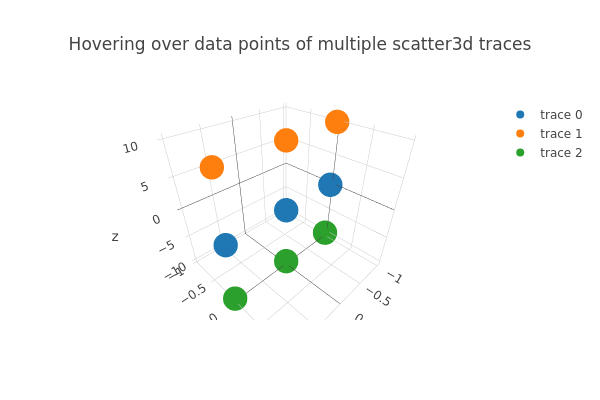 Hovering over data points of multiple scatter3d traces
trace 0
trace 1
trace 2
10
5
0
−5
−10
z
−1
−0.5
0
−1
−0.5
0